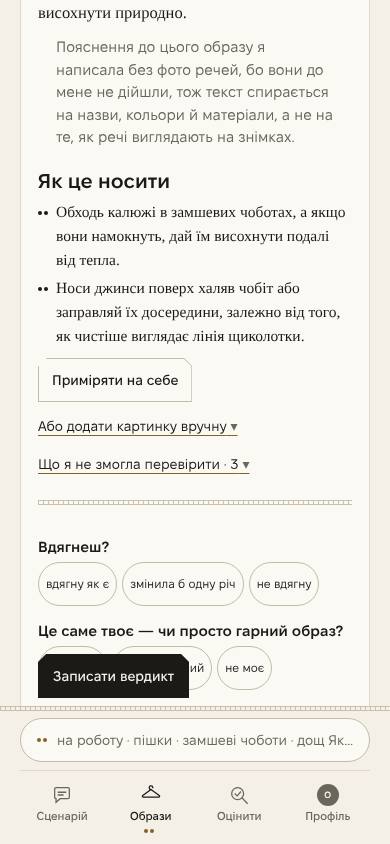 висохнути природно.
Пояснення до цього образу я
написала без фото речей, бо вони до
мене не дійшли, тож текст спирається
на назви, кольори й матеріали, а не на
те, як речі виглядають на знімках.
Як це носити
•• Обходь калюжі в замшевих чоботах, а якщо
вони намокнуть, дай їм висохнути подалі
від тепла.
•• Носи джинси поверх халяв чобіт або
заправляй їх досередини, залежно від того,
як чистіше виглядає лінія щиколотки.
Приміряти на себе
Або додати картинку вручну ▾
Що я не змогла перевірити · 3 ▾
Вдягнеш?
вдягну як є змінила б одну річ не вдягну
Це саме твоє — чи просто гарний образ?
ий не моє
Записати вердикт
•• на роботу · пішки · замшеві чоботи · дощ Як...
О
Сценарій Образи Оцінити Профіль